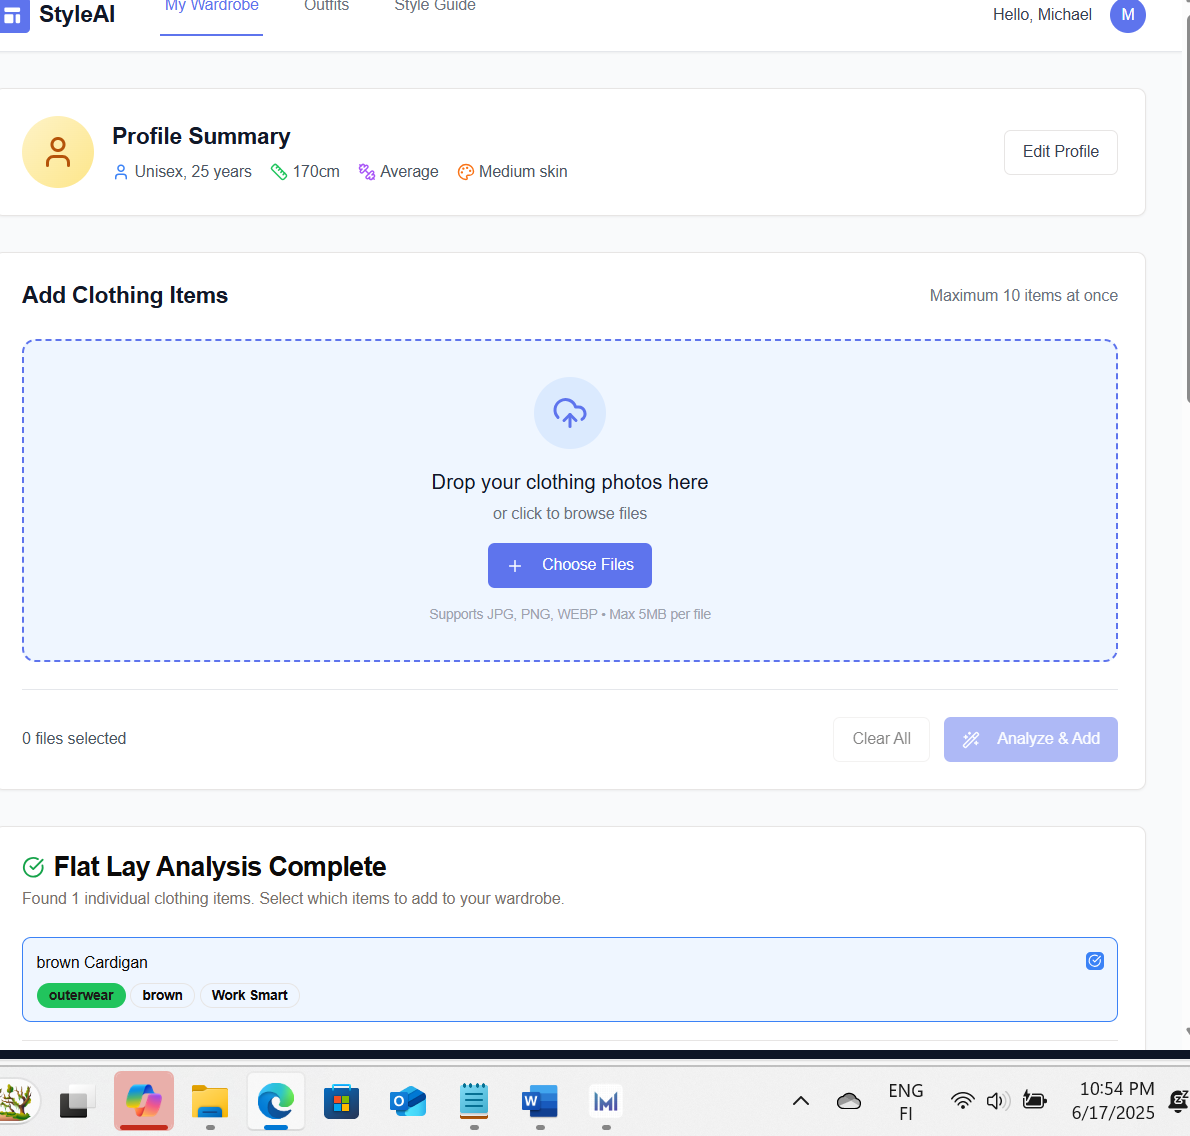 StyleAI
My Wardrobe
Outfits
Style Guide
Hello, Michael
M
Profile Summary
Unisex, 25 years
170cm
Average
Medium skin
Edit Profile
Add Clothing Items
Maximum 10 items at once
Drop your clothing photos here
or click to browse files
+ Choose Files
Supports JPG, PNG, WEBP • Max 5MB per file
0 files selected
Clear All
Analyze & Add
Flat Lay Analysis Complete
Found 1 individual clothing items. Select which items to add to your wardrobe.
brown Cardigan
outerwear
brown
Work Smart
ENG
FI
10:54 PM
6/17/2025